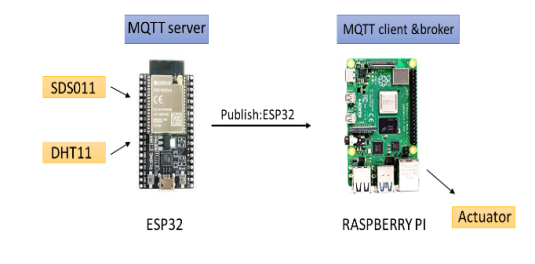 MQTT server
MQTT client &broker
SDS011
Publish:ESP32
DHT11
ESP32
RASPBERRY PI
Actuator